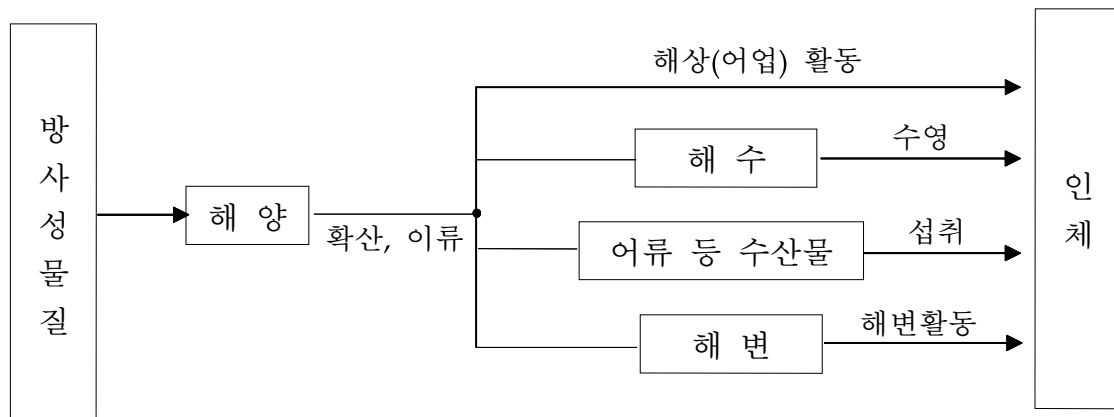 방사성물질
해 양
확산, 이류
해상(어업) 활동
해 수
수영
어류 등 수산물
섭취
해 변
해변활동
인체